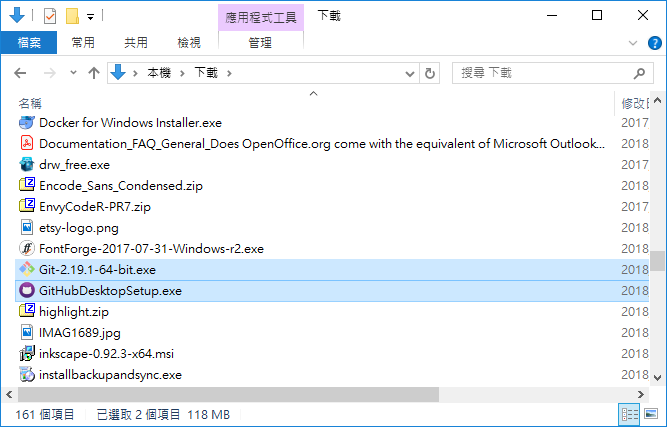 應用程式工具 下載
檔案 常用 共用 檢視 管理
本機 下載 搜尋 下載
名稱 修改日
Docker for Windows Installer.exe 2017
Documentation_FAQ_General_Does OpenOffice.org come with the equivalent of Microsoft Outlook... 2018
drw_free.exe 2017
Encode_Sans_Condensed.zip 2018
EnvyCodeR-PR7.zip 2018
etsy-logo.png 2018
FontForge-2017-07-31-Windows-r2.exe 2018
Git-2.19.1-64-bit.exe 2018
GitHubDesktopSetup.exe 2018
highlight.zip 2018
IMAG1689.jpg 2018
inkscape-0.92.3-x64.msi 2018
installbackupandsync.exe 2018
161 個項目 已選取 2 個項目 118 MB